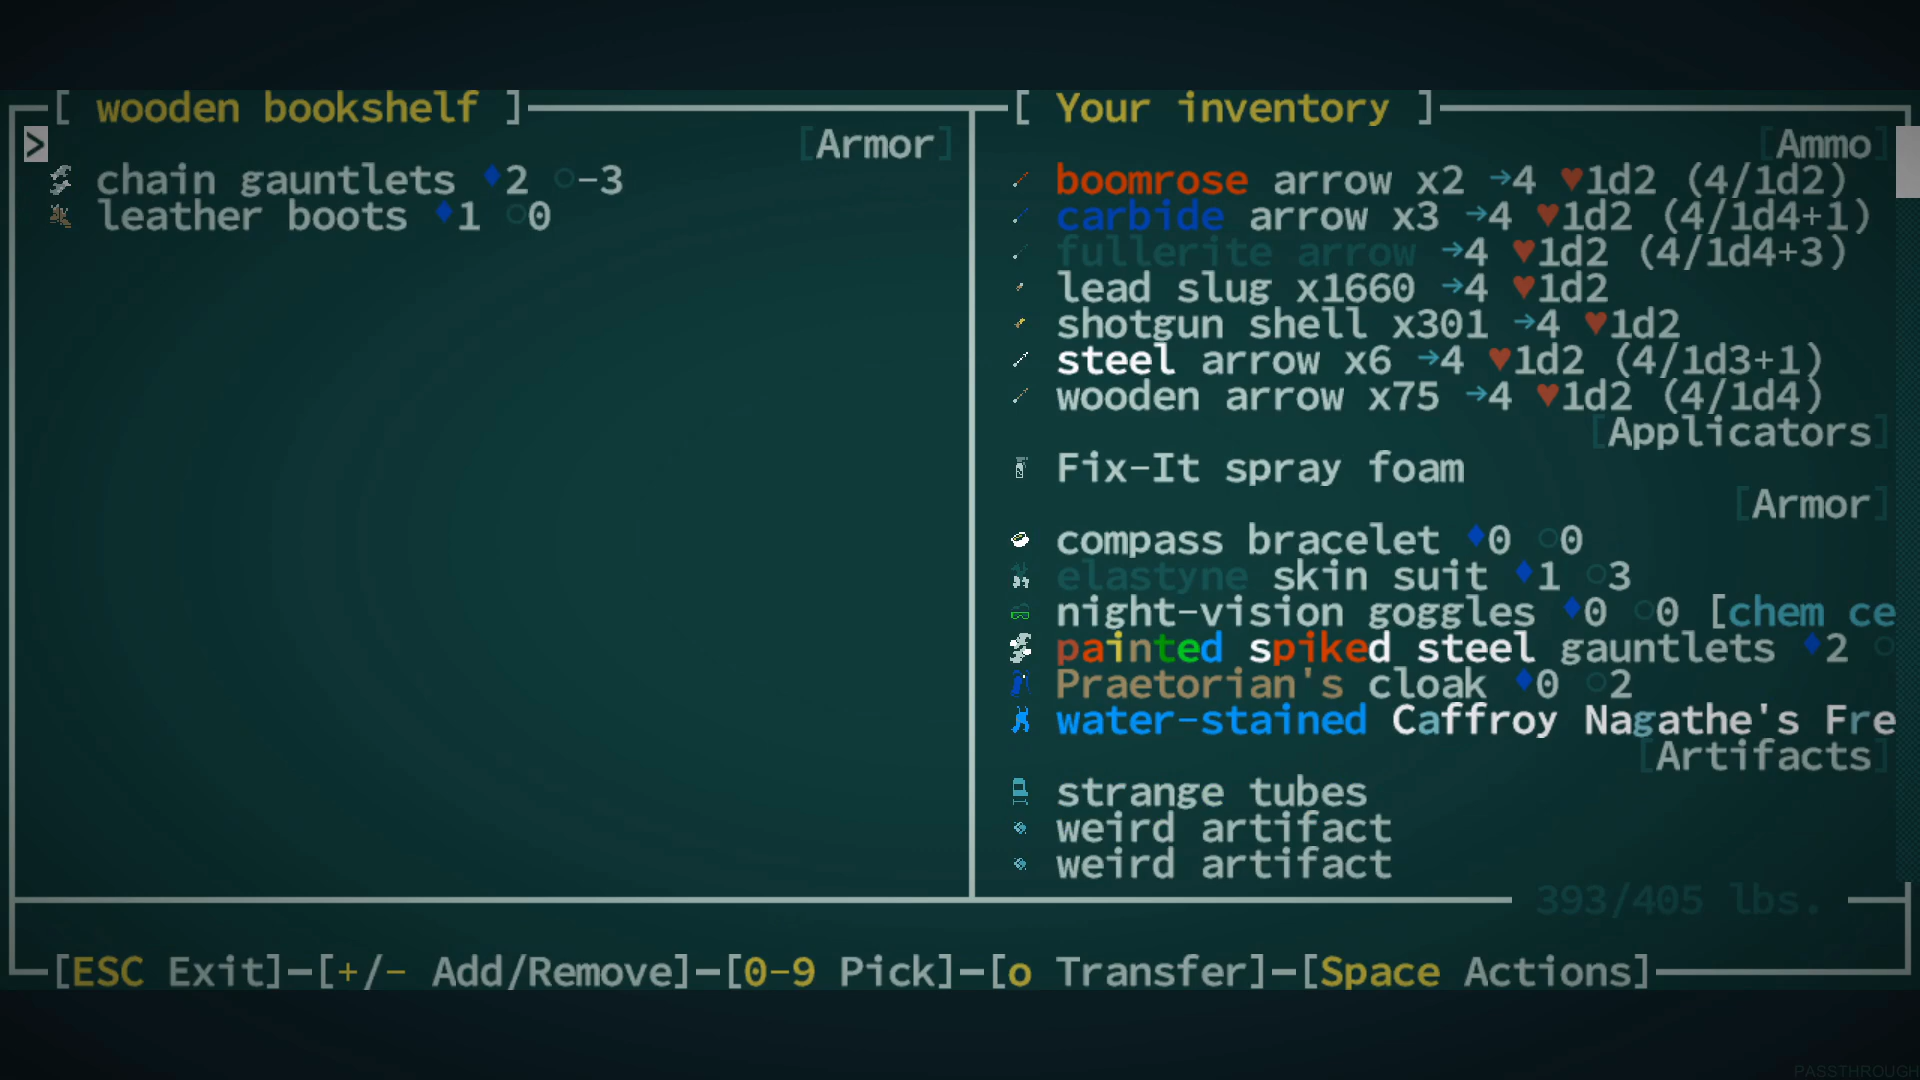 [ wooden bookshelf ]
>
[Armor]
chain gauntlets ♦2 ○-3
leather boots ♦1 ○0
[ Your inventory ]
[Ammo]
boomrose arrow x2 →4 ♥1d2 (4/1d2)
carbide arrow x3 →4 ♥1d2 (4/1d4+1)
fullerite arrow →4 ♥1d2 (4/1d4+3)
lead slug x1660 →4 ♥1d2
shotgun shell x301 →4 ♥1d2
steel arrow x6 →4 ♥1d2 (4/1d3+1)
wooden arrow x75 →4 ♥1d2 (4/1d4)
[Applicators]
Fix-It spray foam
[Armor]
compass bracelet ♦0 ○0
elastyne skin suit ♦1 ○3
night-vision goggles ♦0 ○0 [chem ce
painted spiked steel gauntlets ♦2 ○
Praetorian's cloak ♦0 ○2
water-stained Caffroy Nagathe's Fre
[Artifacts]
strange tubes
weird artifact
weird artifact
393/405 lbs.
[ESC Exit]-[+/- Add/Remove]-[0-9 Pick]-[o Transfer]-[Space Actions]
PASSTHROUGH